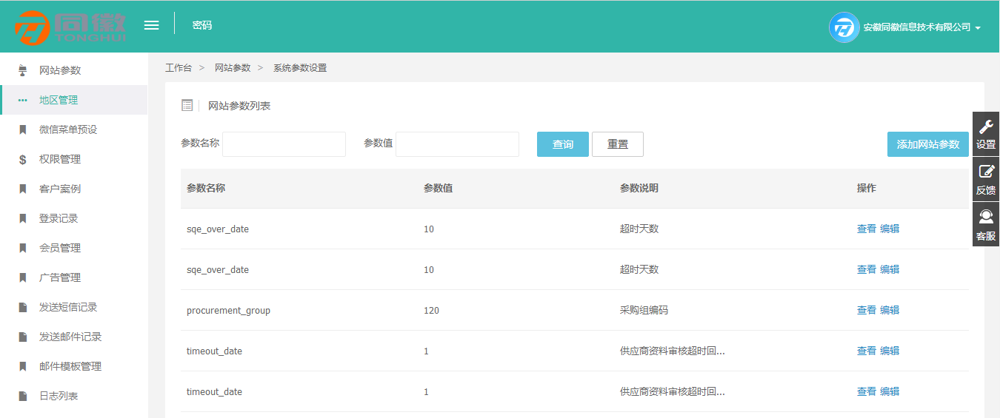 同徽 TONGHUI
密码
安徽同徽信息技术有限公司
网站参数
地区管理
微信菜单预设
权限管理
客户案例
登录记录
会员管理
广告管理
发送短信记录
发送邮件记录
邮件模板管理
日志列表
工作台 > 网站参数 > 系统参数设置
网站参数列表
参数名称 参数值 查询 重置 添加网站参数
参数名称 参数值 参数说明 操作
sqe_over_date 10 超时天数 查看 编辑
sqe_over_date 10 超时天数 查看 编辑
procurement_group 120 采购组编码 查看 编辑
timeout_date 1 供应商资料审核超时回... 查看 编辑
timeout_date 1 供应商资料审核超时回... 查看 编辑
设置
反馈
客服